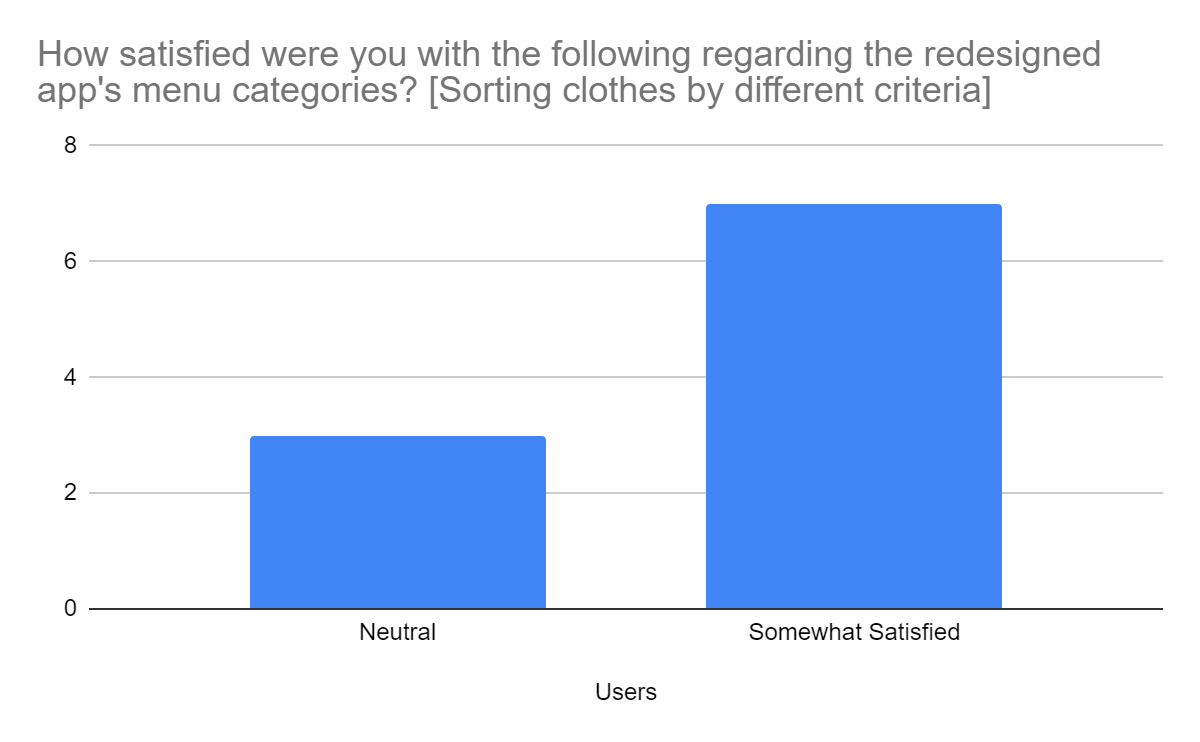 How satisfied were you with the following regarding the redesigned
app's menu categories? [Sorting clothes by different criteria]
8
6
4
2
0
Neutral
Somewhat Satisfied
Users